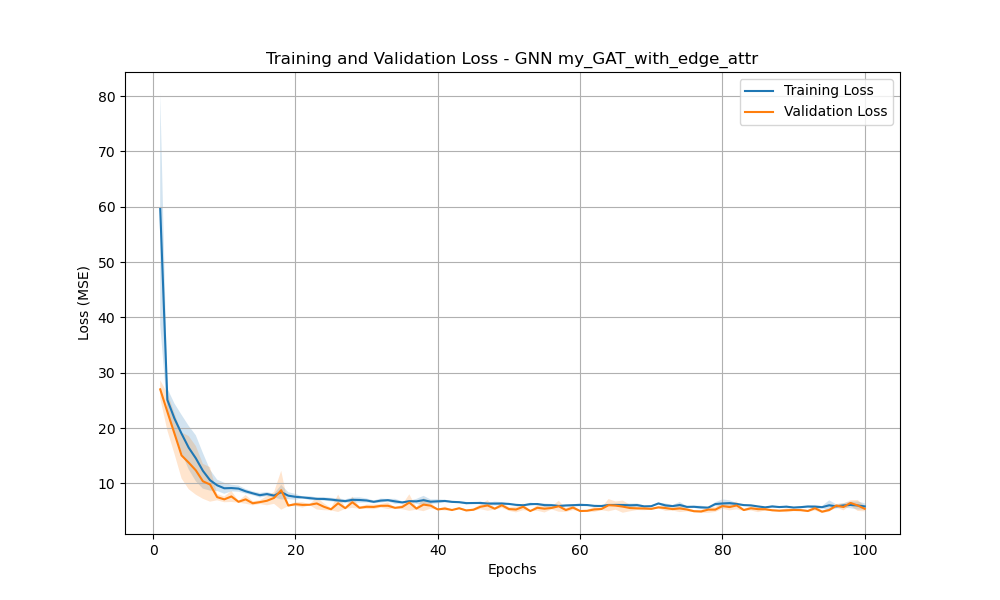 Training and Validation Loss - GNN my_GAT_with_edge_attr
Training Loss
Validation Loss
80
70
60
50
40
30
20
10
Loss (MSE)
0
20
40
60
80
100
Epochs